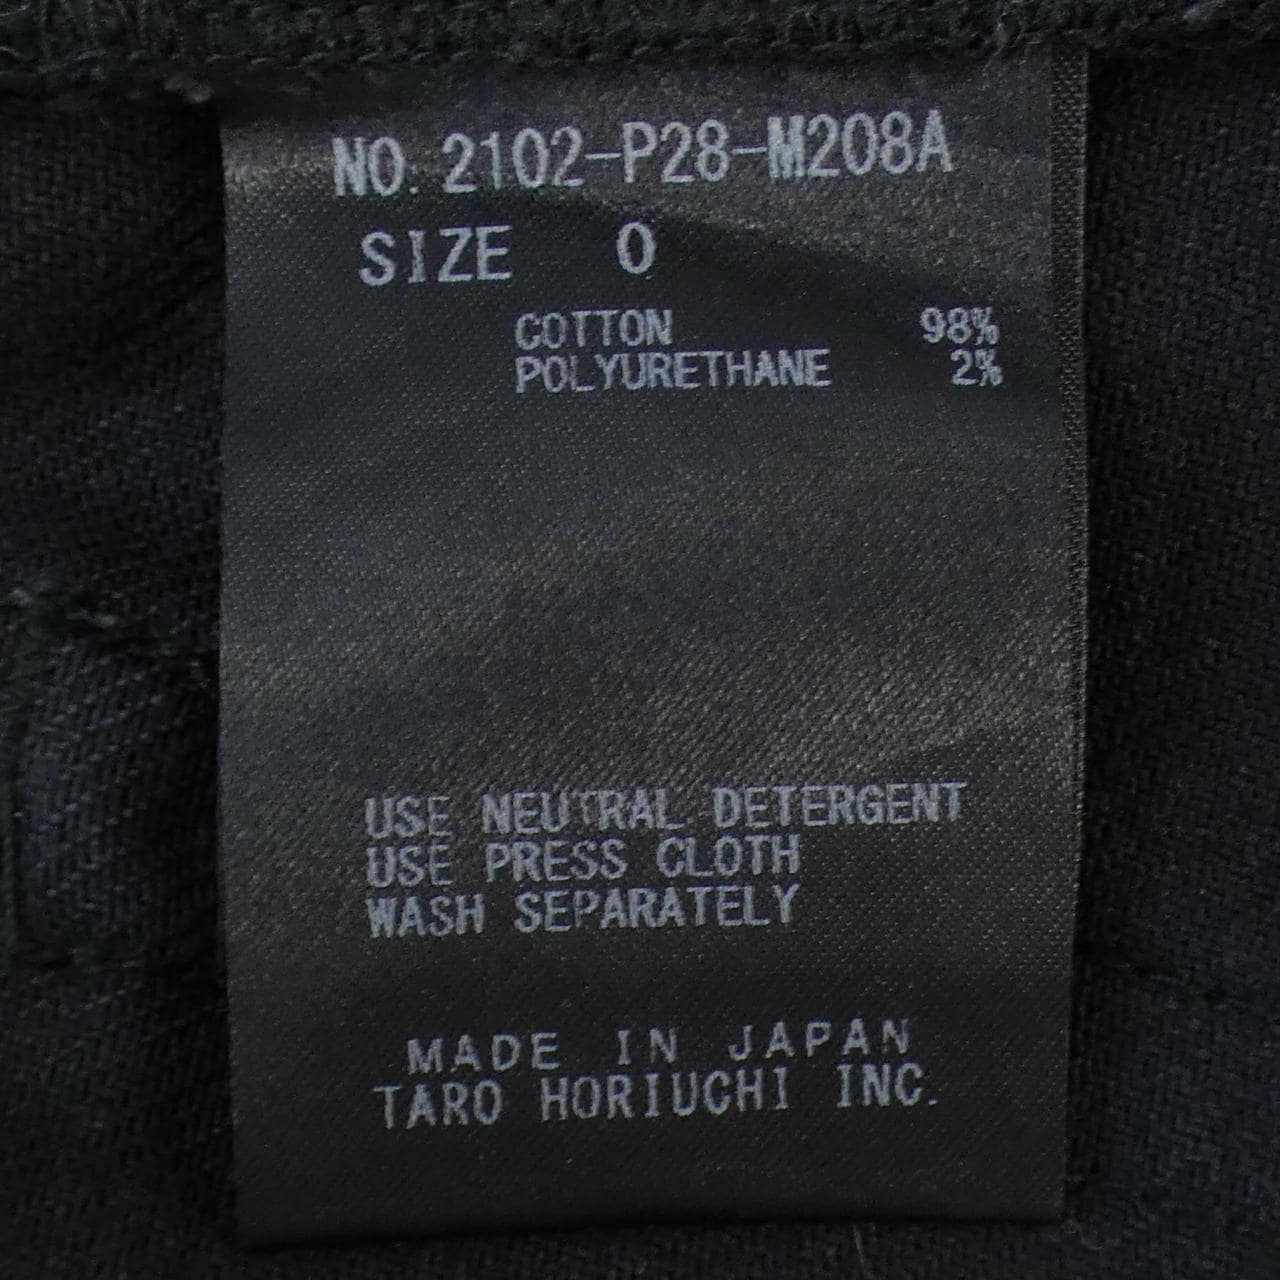 NO. 2102-P28-M208A
SIZE 0
COTTON 98%
POLYURETHANE 2%
USE NEUTRAL DETERGENT
USE PRESS CLOTH
WASH SEPARATELY
MADE IN JAPAN
TARO HORIUCHI INC.